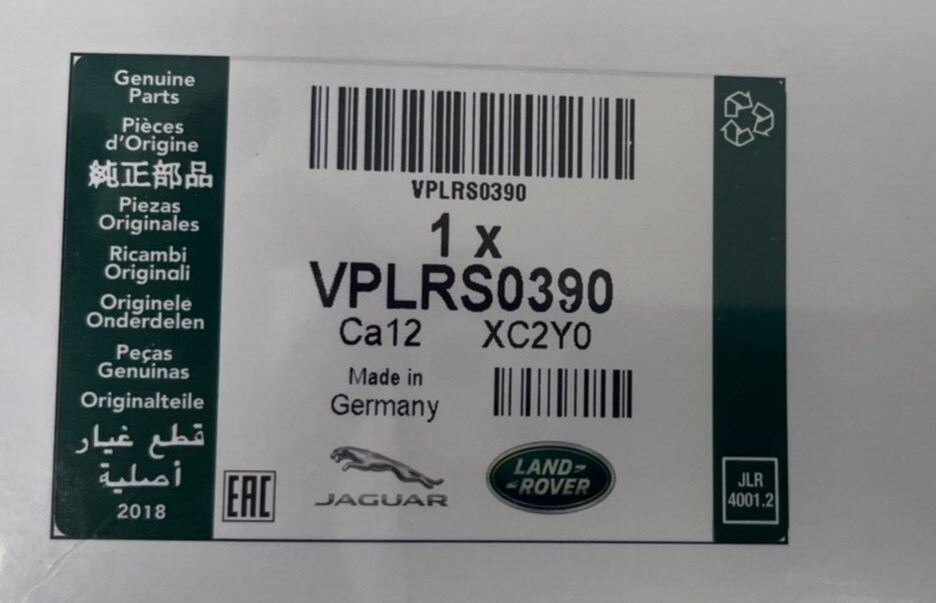 Genuine
Parts
Pièces
d'Origine
純正部品
Piezas
Originales
Ricambi
Originali
Originele
Onderdelen
Peças
Genuinas
Originalteile
قطع غيار
أصلية
2018
VPLRS0390
1 x
VPLRS0390
Ca12 XC2Y0
Made in
Germany
EAC
JAGUAR
LAND-
-ROVER
JLR
4001.2